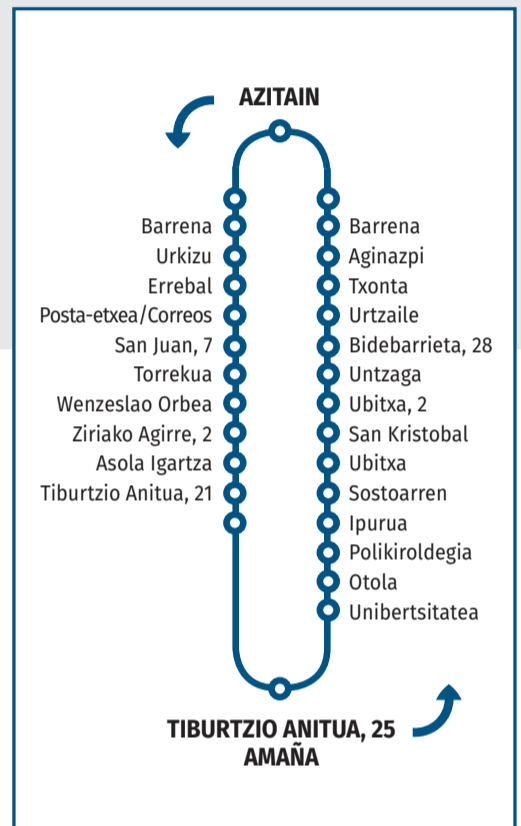 AZITAIN
Barrena
Urkizu
Errebal
Posta-etxea/Correos
San Juan, 7
Torrekua
Wenzeslao Orbea
Ziriako Agirre, 2
Asola Igartza
Tiburtzio Anitua, 21
Barrena
Aginazpi
Txonta
Urtzaile
Bidebarrieta, 28
Untzaga
Ubitxa, 2
San Kristobal
Ubitxa
Sostoarren
Ipurua
Polikiroldegia
Otola
Unibertsitatea
TIBURTZIO ANITUA, 25
AMAÑA